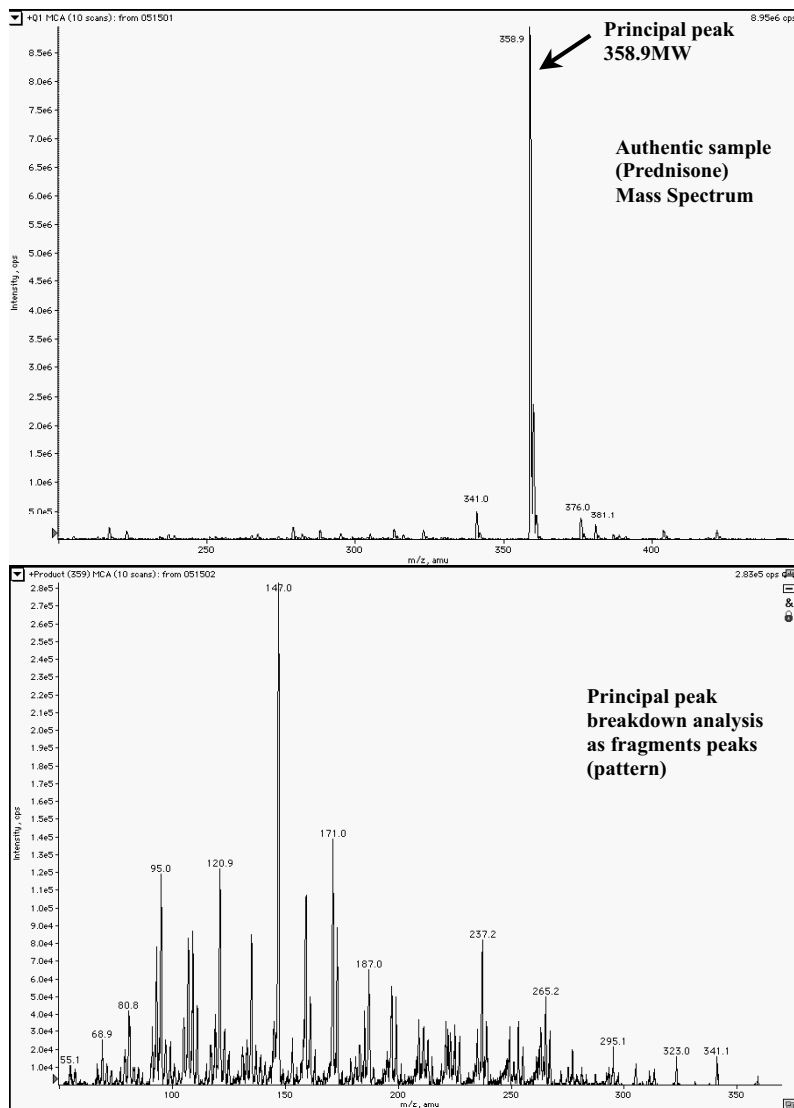 +Q1 MCA (10 scans): from 051501
8.95e6 cps
358.9
Principal peak
358.9MW
Authentic sample
(Prednisone)
Mass Spectrum
8.5e6
8.0e6
7.5e6
7.0e6
6.5e6
6.0e6
5.5e6
5.0e6
4.5e6
4.0e6
3.5e6
3.0e6
2.5e6
2.0e6
1.5e6
1.0e6
5.0e5
Intensity, cps
341.0
376.0
381.1
250
300
350
400
m/z, amu
+Product (359) MCA (10 scans): from 051502
2.83e5 cps
147.0
&
Principal peak
breakdown analysis
as fragments peaks
(pattern)
2.8e5
2.7e5
2.6e5
2.5e5
2.4e5
2.3e5
2.2e5
2.1e5
2.0e5
1.9e5
1.8e5
1.7e5
1.6e5
1.5e5
1.4e5
1.3e5
1.2e5
1.1e5
1.0e5
9.0e4
8.0e4
7.0e4
6.0e4
5.0e4
4.0e4
3.0e4
2.0e4
1.0e4
Intensity, cps
55.1
68.9
80.8
95.0
120.9
171.0
187.0
237.2
265.2
295.1
323.0
341.1
100
150
200
250
300
350
m/z, amu